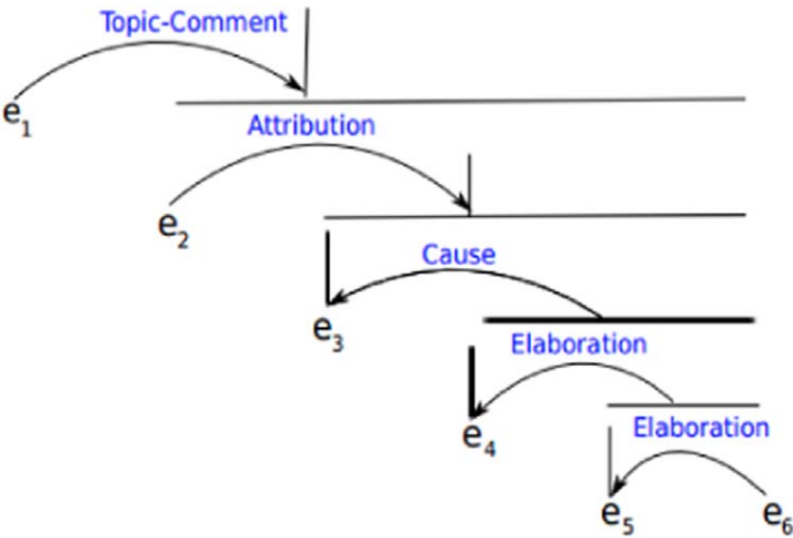 Topic-Comment
e1
Attribution
e2
Cause
e3
Elaboration
e4
Elaboration
e5 e6